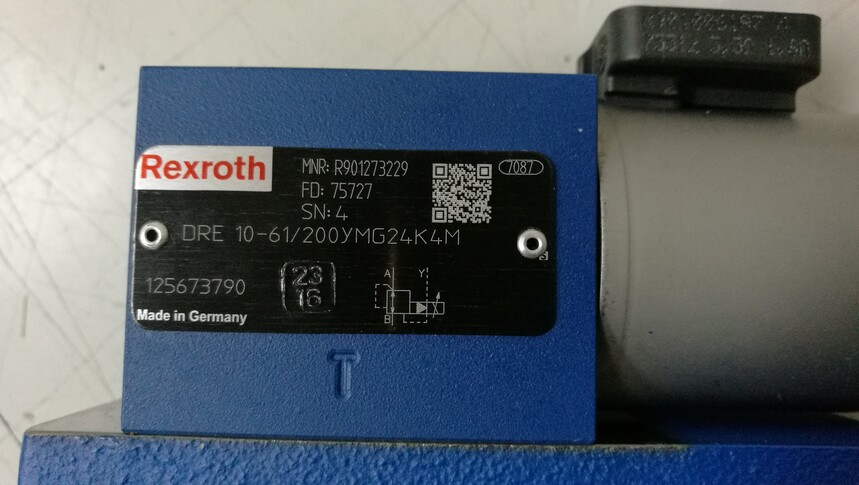 Rexroth
MNR: R901273229
FD: 75727
SN: 4
7087
DRE 10-61/200YMG24K4M
125673790
23
16
A
Y
B
Made in Germany
T